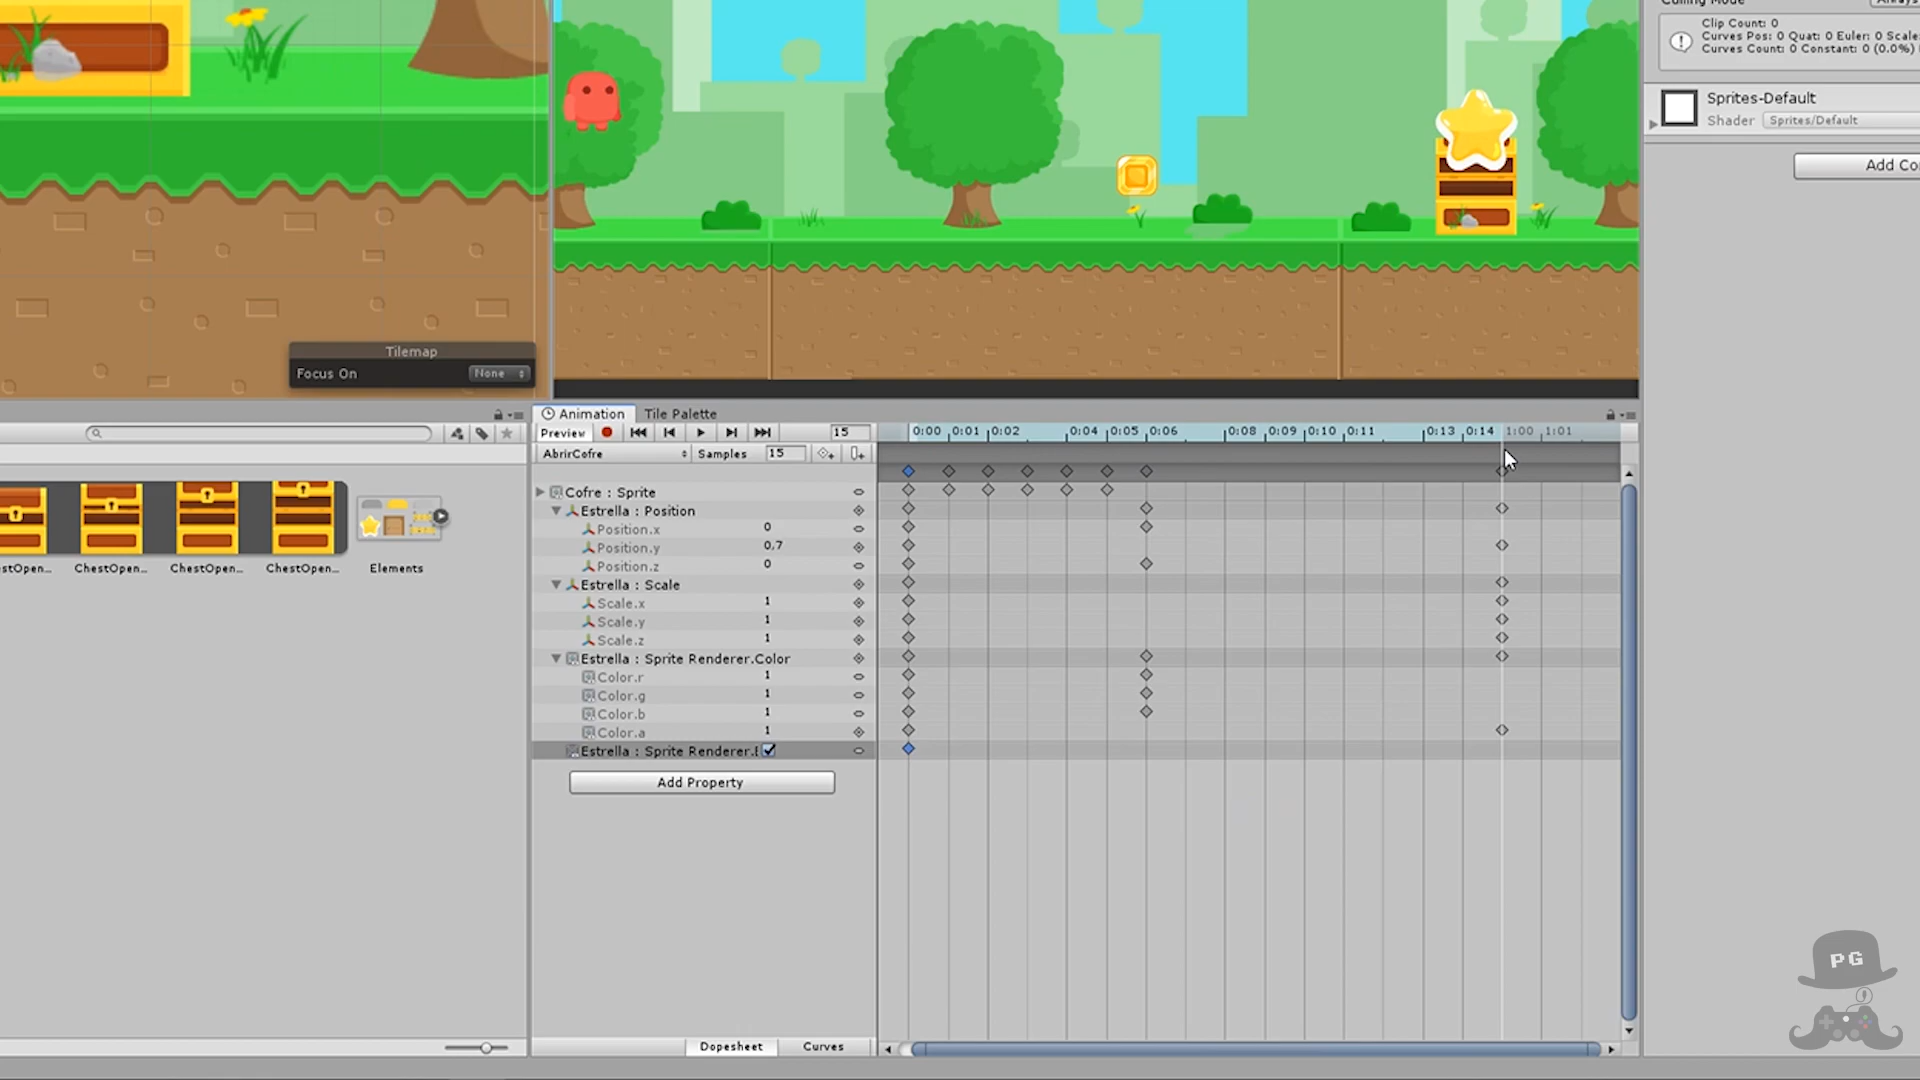 Clip Count: 0
Curves Pos: 0 Quat: 0 Euler: 0 Scale:
Curves Count: 0 Constant: 0 (0.0%)
Sprites-Default
Shader Sprites/Default
Add Co
Tilemap
Focus On None
Animation Tile Palette
Preview 15 0:00 0:01 0:02 0:04 0:05 0:06 0:08 0:09 0:10 0:11 0:13 0:14 1:00 1:01
AbrirCofre Samples 15
Cofre : Sprite
Estrella : Position
Position.x 0
Position.y 0,7
Position.z 0
Estrella : Scale
Scale.x 1
Scale.y 1
Scale.z 1
Estrella : Sprite Renderer.Color
Color.r 1
Color.g 1
Color.b 1
Color.a 1
Estrella : Sprite Renderer.E
Add Property
stOpen... ChestOpen... ChestOpen... ChestOpen... Elements
Dopesheet Curves
PG